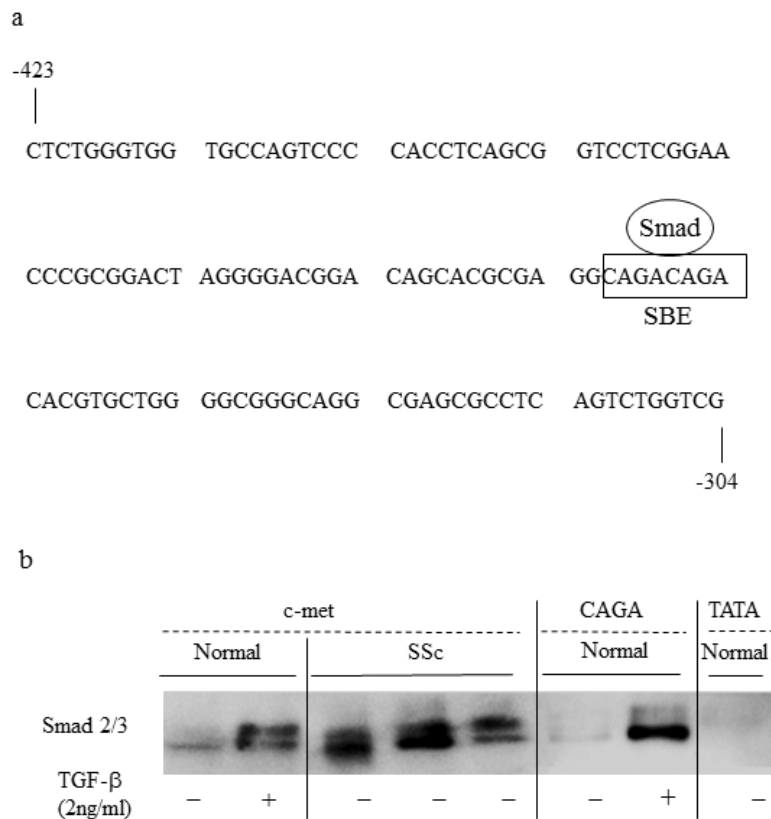 a
-423
CTCTGGGTGG TGCCAGTCCC CACCTCAGCG GTCCTCGGAA
Smad
CCCGCGGACT AGGGGACGGA CAGCACGCGA GGCAGACAGA
SBE
CACGTGCTGG GGCGGGCAGG CGAGCGCCTC AGTCTGGTCG
-304
b
c-met CAGA TATA
Normal SSc Normal Normal
Smad 2/3
TGF-β
(2ng/ml) − + − − − − + −